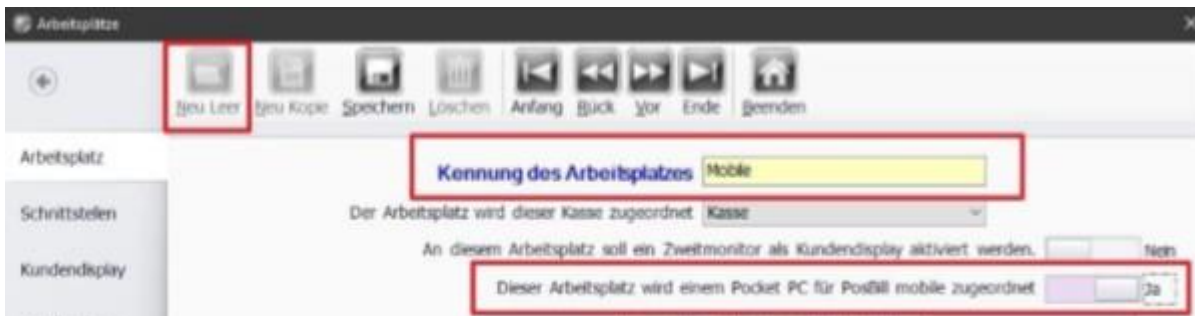 Arbeitsplätze
Neu Leer Neu Kopie Speichern Löschen Anfang Rück Vor Ende Beenden
Arbeitsplatz
Kennung des Arbeitsplatzes Mobile
Schnittstelen
Der Arbeitsplatz wird dieser Kasse zugeordnet Kasse
An diesem Arbeitsplatz soll ein Zweitmonitor als Kundendisplay aktiviert werden. Nein
Kundendisplay
Dieser Arbeitsplatz wird einem Pocket PC für PosBill mobile zugeordnet Ja